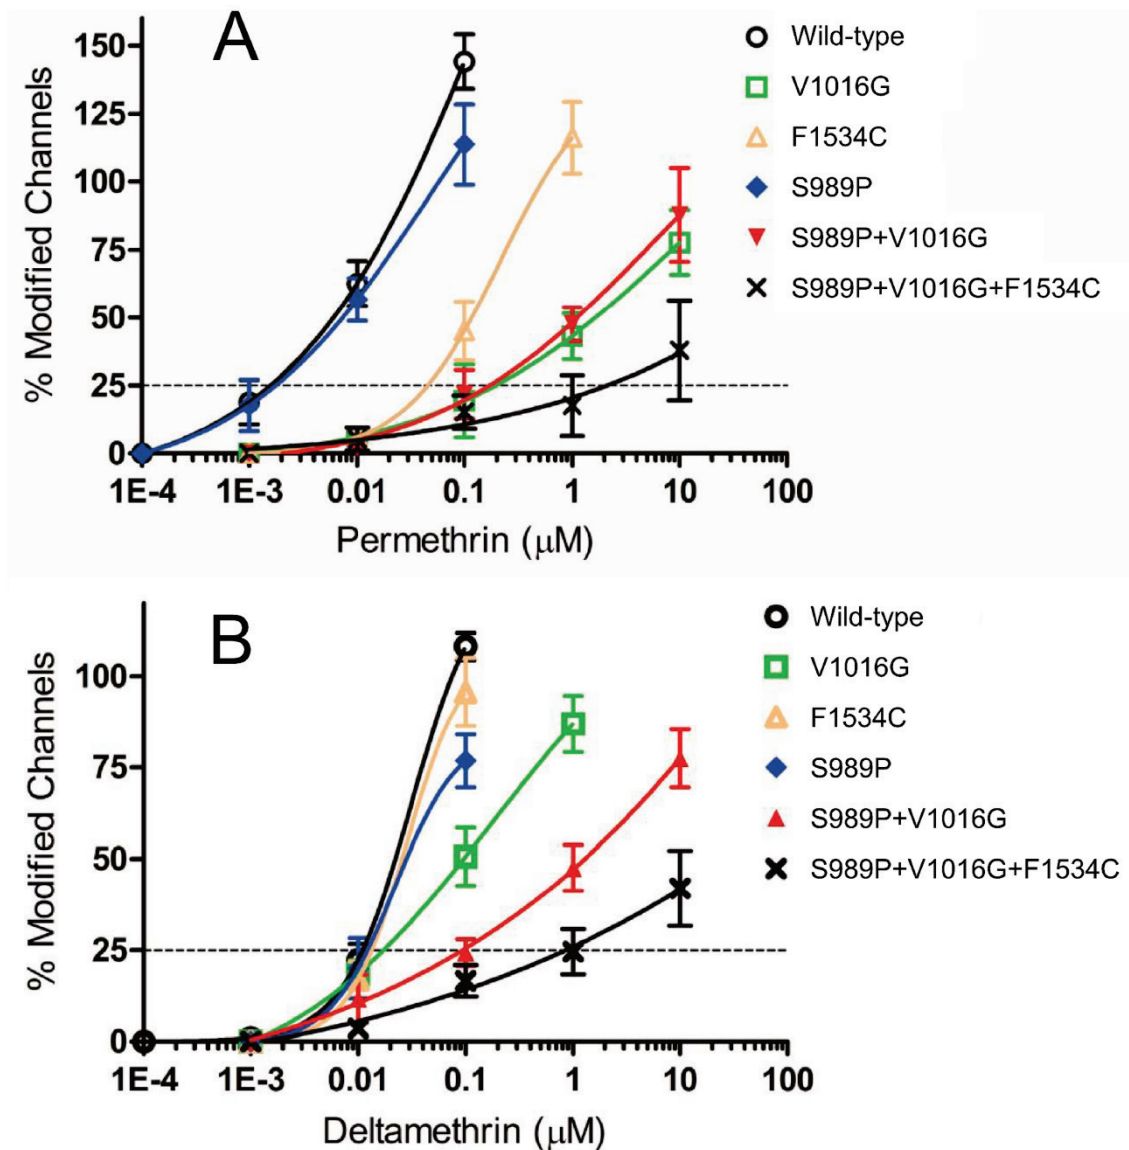 A
% Modified Channels
150
125
100
75
50
25
0
1E-4 1E-3 0.01 0.1 1 10 100
Permethrin (μM)
Wild-type
V1016G
F1534C
S989P
S989P+V1016G
S989P+V1016G+F1534C
B
% Modified Channels
100
75
50
25
0
1E-4 1E-3 0.01 0.1 1 10 100
Deltamethrin (μM)
Wild-type
V1016G
F1534C
S989P
S989P+V1016G
S989P+V1016G+F1534C